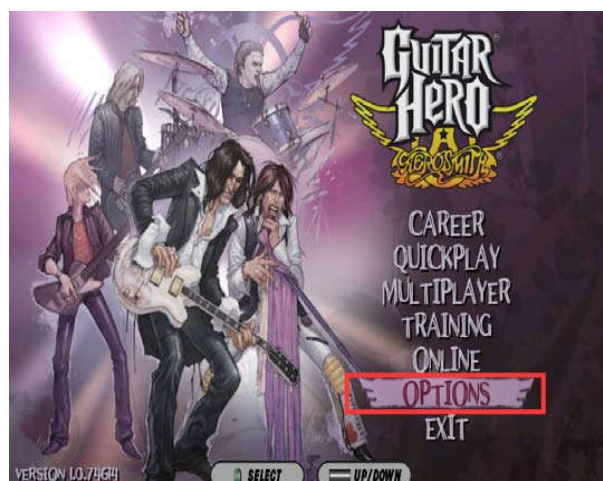 GUITAR
HERO
AEROSMITH
CAREER
QUICKPLAY
MULTIPLAYER
TRAINING
ONLINE
OPTIONS
EXIT
VERSION 1.0.74614
SELECT
UP/DOWN